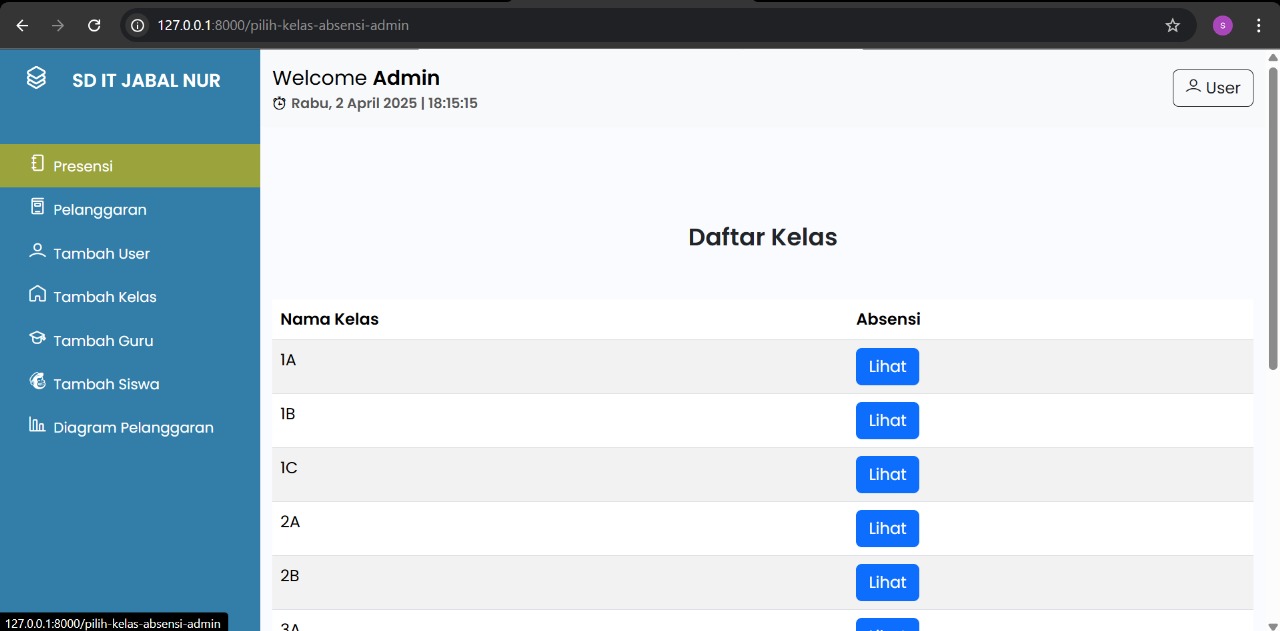 127.0.0.1:8000/pilih-kelas-absensi-admin
S
SD IT JABAL NUR
Welcome Admin
Rabu, 2 April 2025 | 18:15:15
User
Presensi
Pelanggaran
Tambah User
Tambah Kelas
Tambah Guru
Tambah Siswa
Diagram Pelanggaran
Daftar Kelas
Nama Kelas Absensi
1A Lihat
1B Lihat
1C Lihat
2A Lihat
2B Lihat
3A Lihat
127.0.0.1:8000/pilih-kelas-absensi-admin